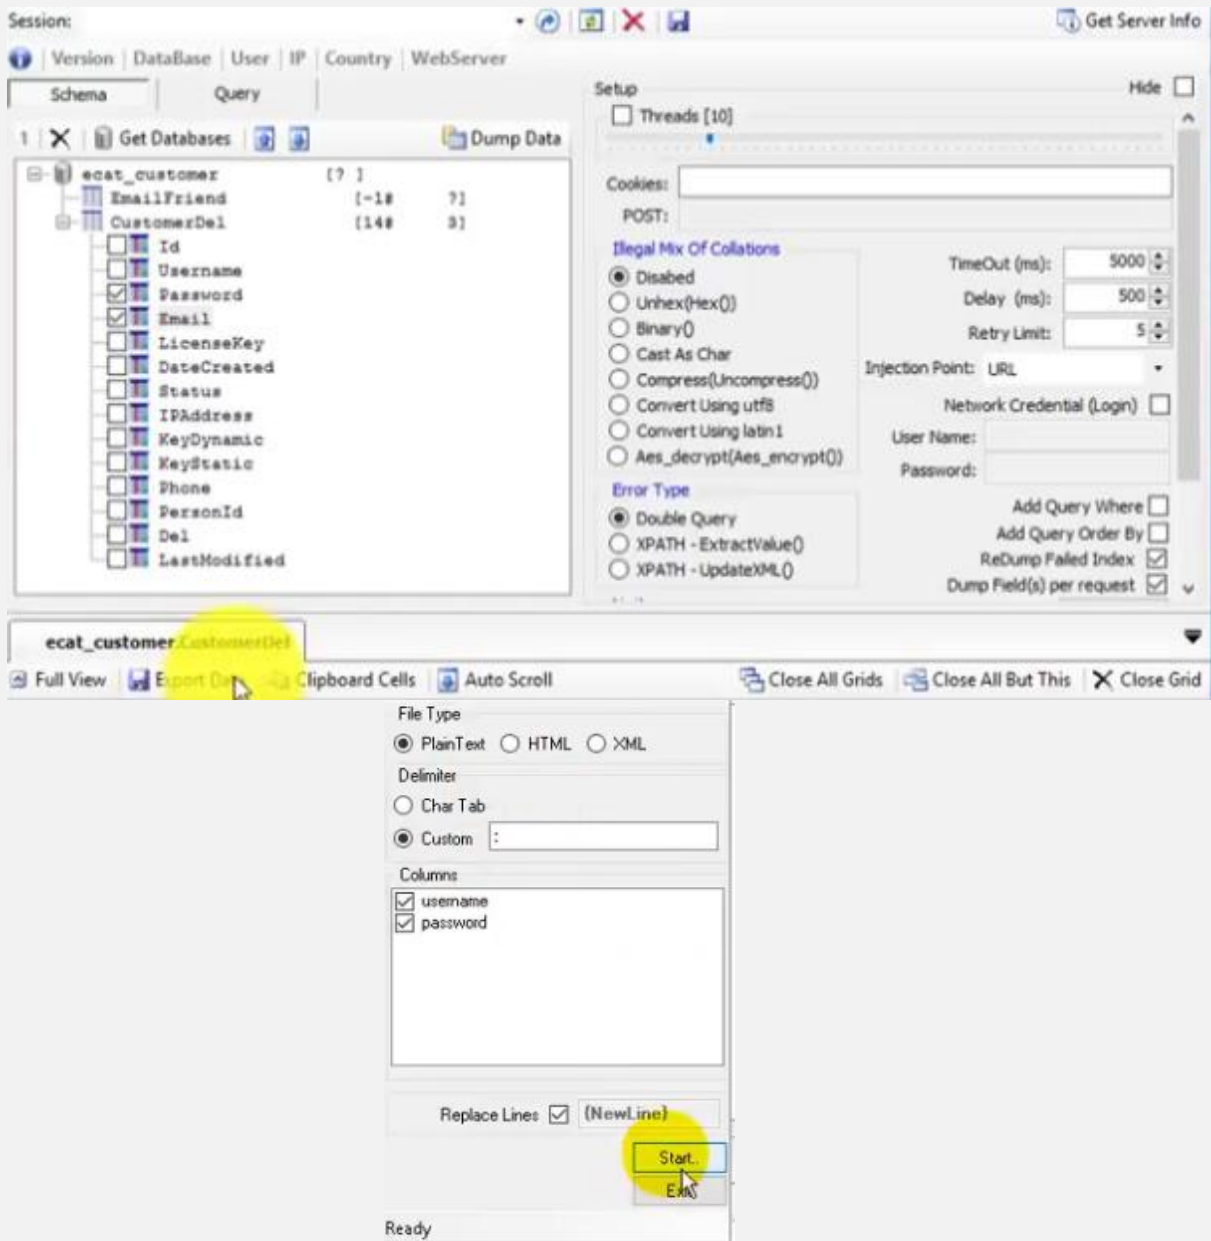 Session:
Get Server Info
Version | DataBase | User | IP | Country | WebServer
Schema Query
1 Get Databases Dump Data
ecat_customer [? ]
EmailFriend [-1# ?]
CustomerDel [14# 3]
Id
Username
Password
Email
LicenseKey
DateCreated
Status
IPAddress
KeyDynamic
KeyStatic
Phone
PersonId
Del
LastModified
Setup Hide
Threads [10]
Cookies:
POST:
Illegal Mix Of Collations
Disabed
Unhex(Hex())
Binary()
Cast As Char
Compress(Uncompress())
Convert Using utf8
Convert Using latin1
Aes_decrypt(Aes_encrypt())
Error Type
Double Query
XPATH - ExtractValue()
XPATH - UpdateXML()
TimeOut (ms): 5000
Delay (ms): 500
Retry Limit: 5
Injection Point: URL
Network Credential (Login)
User Name:
Password:
Add Query Where
Add Query Order By
ReDump Failed Index
Dump Field(s) per request
ecat_customer.CustomerDel
Full View Export Clipboard Cells Auto Scroll Close All Grids Close All But This Close Grid
File Type
PlainText HTML XML
Delimiter
Char Tab
Custom :
Columns
username
password
Replace Lines {NewLine}
Start..
Ready